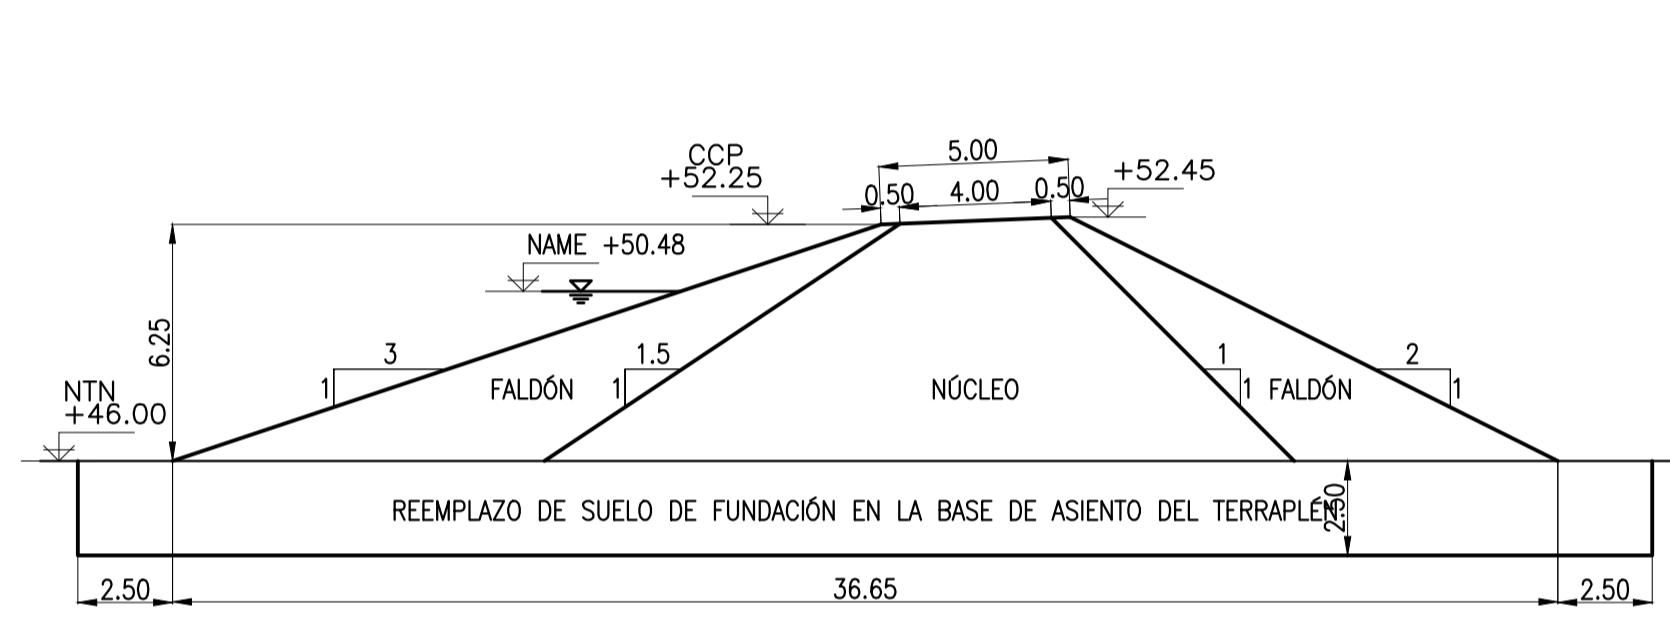 5.00
CCP
+52.25
+52.45
0.50
4.00
0.50
NAME +50.48
6.25
3
1
1.5
1
1
1
2
1
NTN
+46.00
FALDÓN
NÚCLEO
FALDÓN
REEMPLAZO DE SUELO DE FUNDACIÓN EN LA BASE DE ASIENTO DEL TERRAPLÉN
2.50
2.50
36.65
2.50